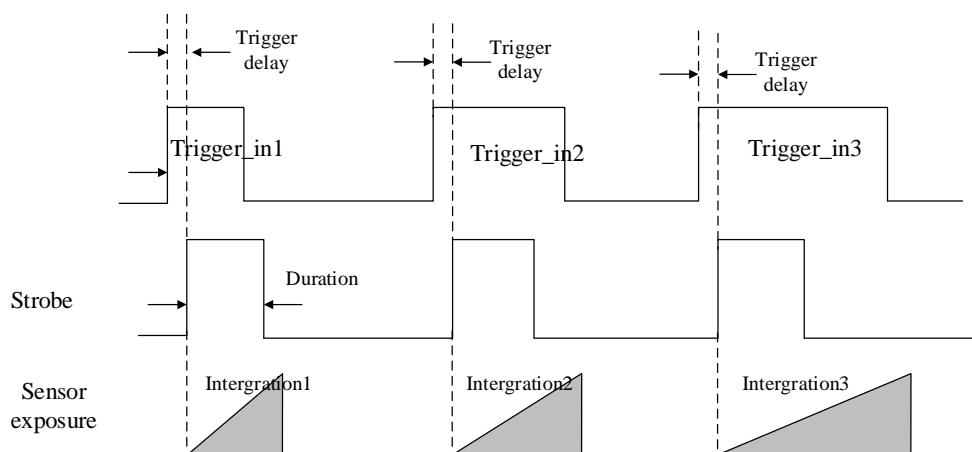 Trigger
delay
Trigger
delay
Trigger
delay
Trigger_in1
Trigger_in2
Trigger_in3
Strobe
Duration
Sensor
exposure
Intergration1
Intergration2
Intergration3